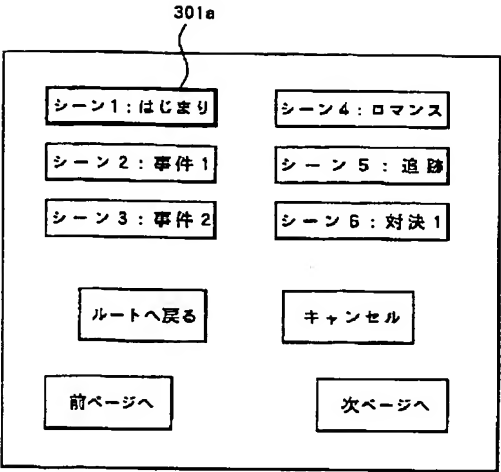 301a
シーン1：はじまり
シーン4：ロマンス
シーン2：事件1
シーン5：追跡
シーン3：事件2
シーン6：対決1
ルートへ戻る
キャンセル
前ページへ
次ページへ